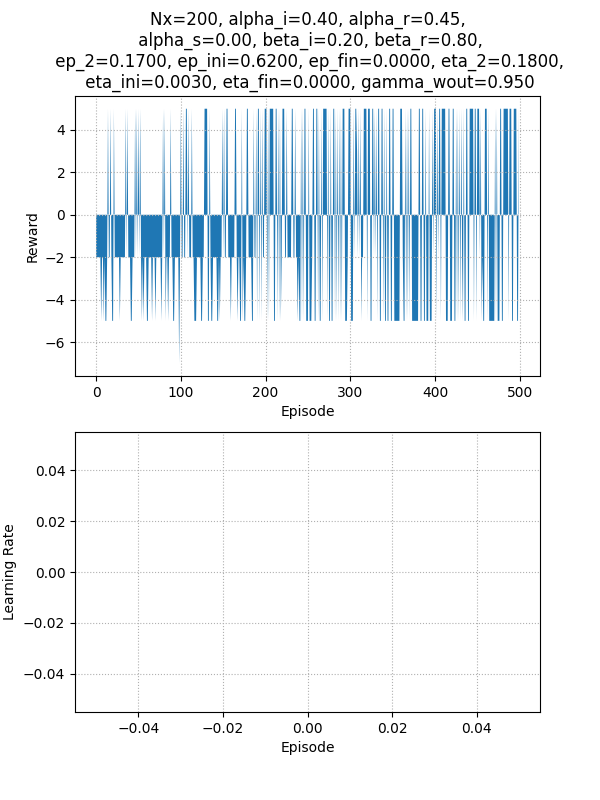 Nx=200, alpha_i=0.40, alpha_r=0.45,
alpha_s=0.00, beta_i=0.20, beta_r=0.80,
ep_2=0.1700, ep_ini=0.6200, ep_fin=0.0000, eta_2=0.1800,
eta_ini=0.0030, eta_fin=0.0000, gamma_wout=0.950
4
2
0
−2
−4
−6
Reward
0 100 200 300 400 500
Episode
0.04
0.02
0.00
−0.02
−0.04
Learning Rate
−0.04 −0.02 0.00 0.02 0.04
Episode